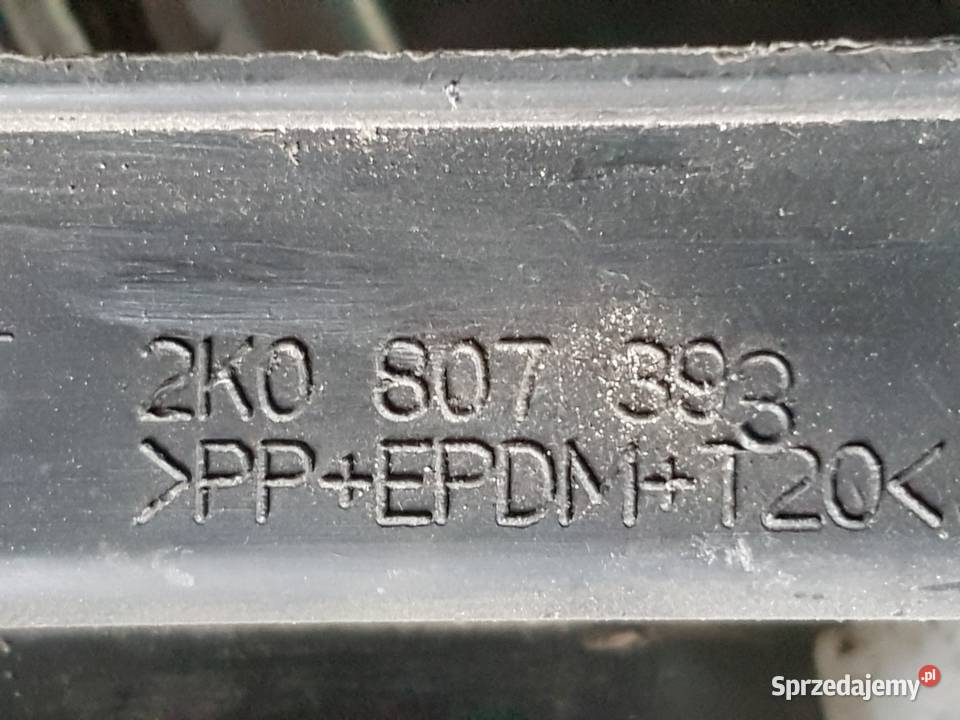 2K0 807 393
>PP+EPDM+T20<
Sprzedajemy.pl